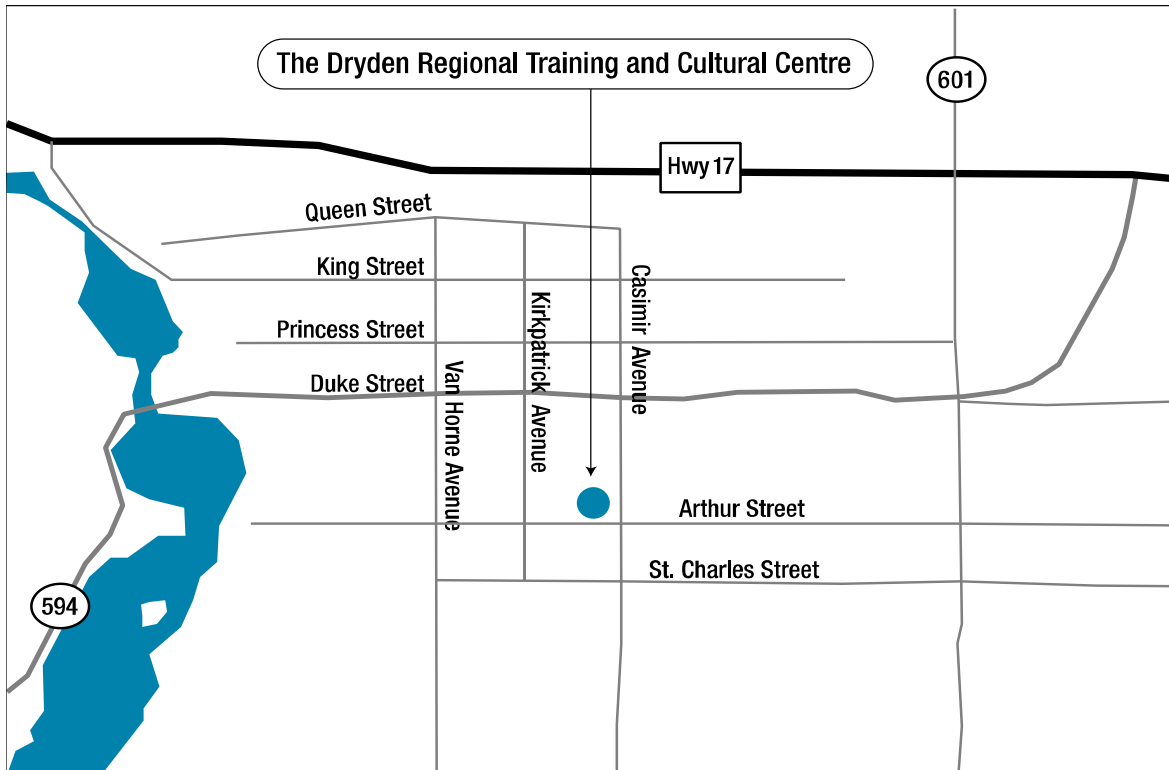 The Dryden Regional Training and Cultural Centre
601
Hwy 17
Queen Street
King Street
Casimir Avenue
Kirkpatrick Avenue
Princess Street
Duke Street
Van Horne Avenue
Arthur Street
St. Charles Street
594